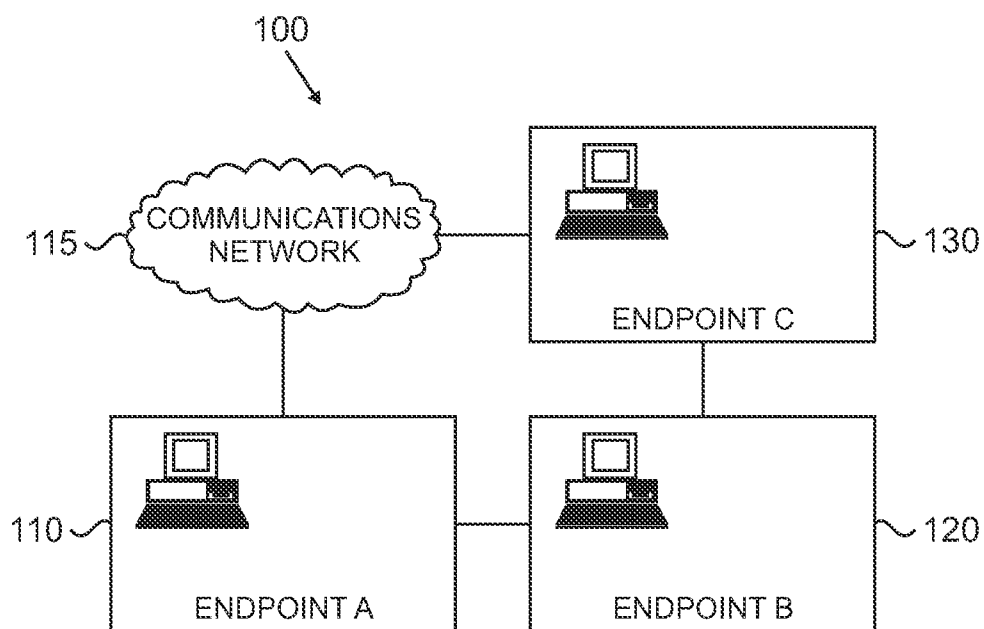 100
COMMUNICATIONS
NETWORK
115
130
ENDPOINT C
110
120
ENDPOINT A
ENDPOINT B